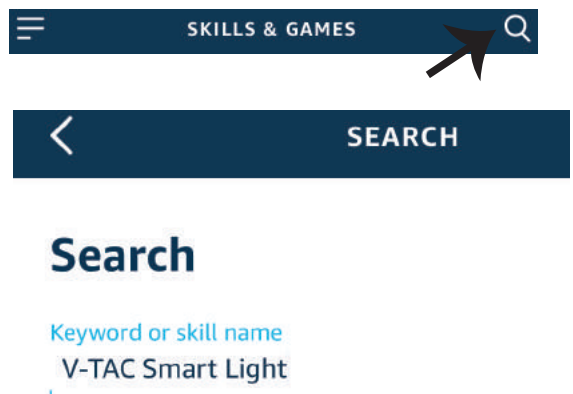 SKILLS & GAMES
SEARCH
Search
Keyword or skill name
V-TAC Smart Light